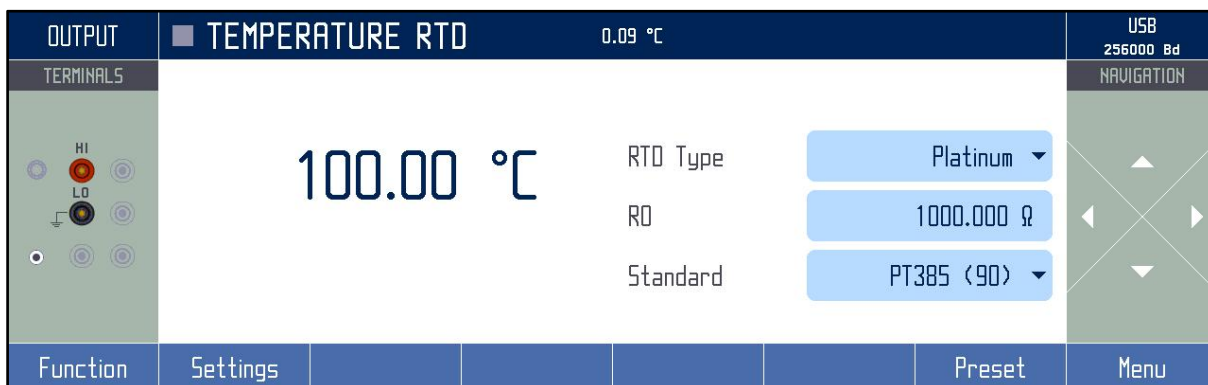 OUTPUT
TEMPERATURE RTD
0.09 °C
USB
256000 Bd
TERMINALS
NAVIGATION
HI
LO
100.00 °C
RTD Type
Platinum
R0
1000.000 Ω
Standard
PT385 (90)
Function
Settings
Preset
Menu